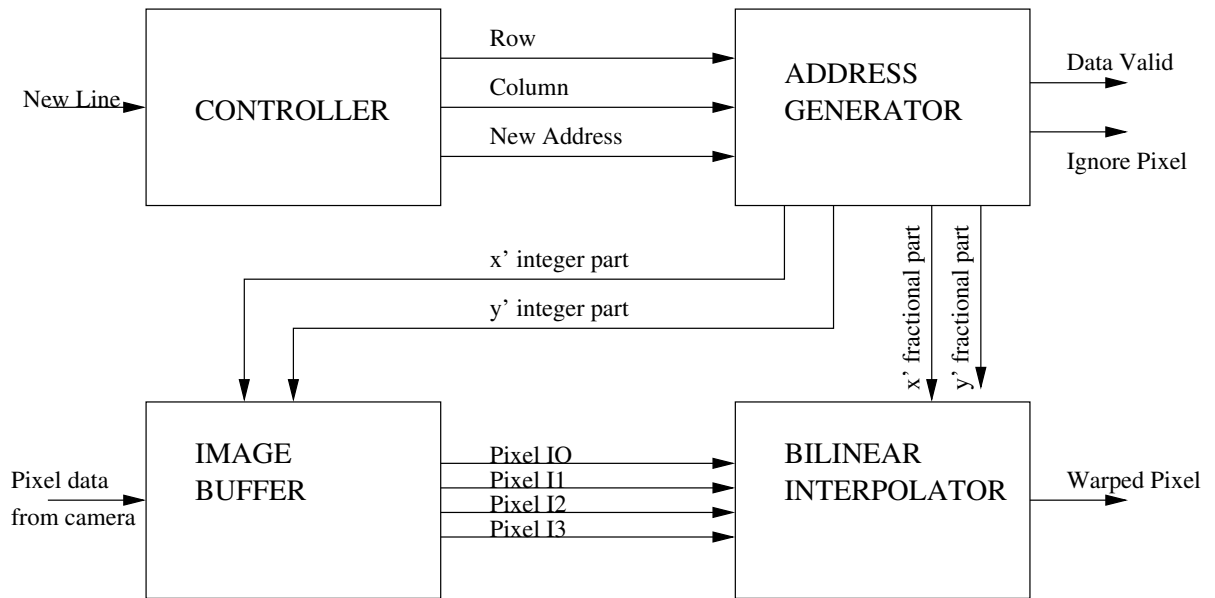 Row
Column
New Address
New Line
CONTROLLER
ADDRESS
GENERATOR
Data Valid
Ignore Pixel
x’ integer part
y’ integer part
x’ fractional part
y’ fractional part
Pixel data
from camera
IMAGE
BUFFER
Pixel IO
Pixel I1
Pixel I2
Pixel I3
BILINEAR
INTERPOLATOR
Warped Pixel